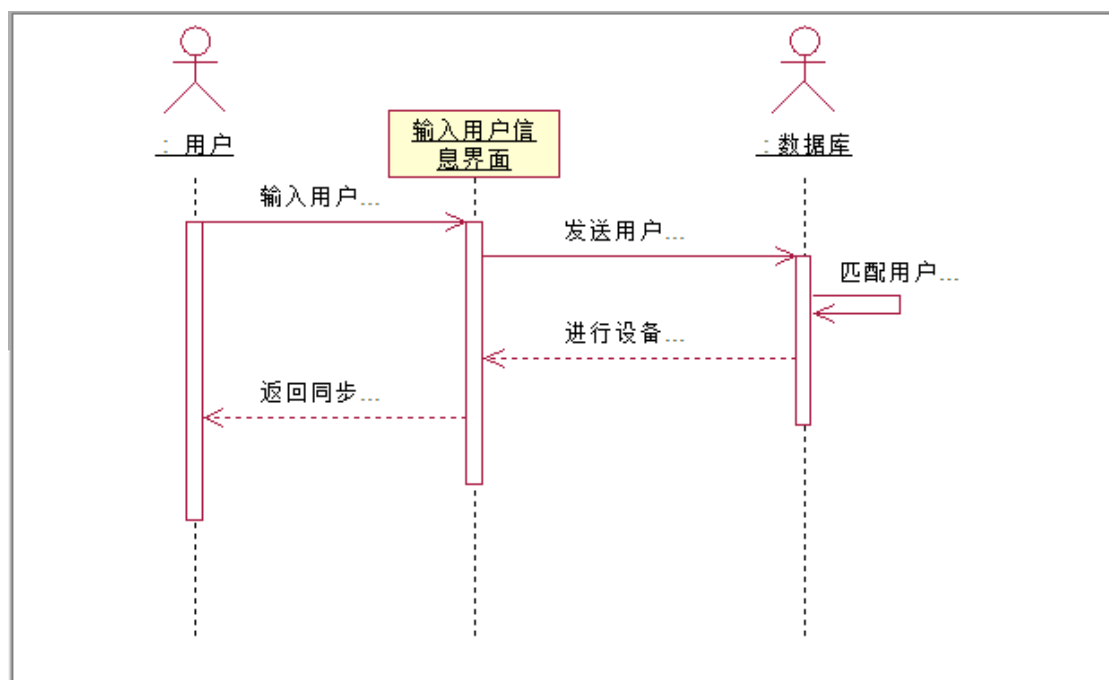 : 用户
输入用户信
息界面
: 数据库
输入用户...
发送用户...
匹配用户...
进行设备...
返回同步...